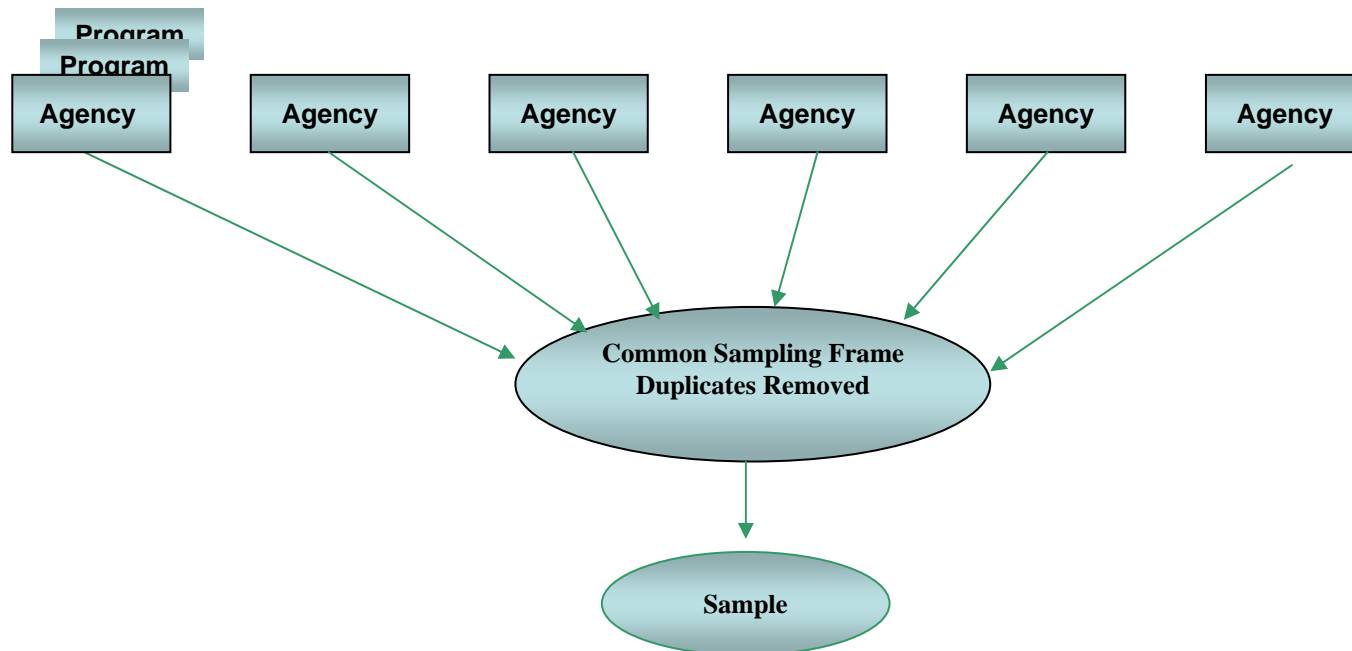 Program
Program
Agency
Agency
Agency
Agency
Agency
Agency
Common Sampling Frame
Duplicates Removed
Sample